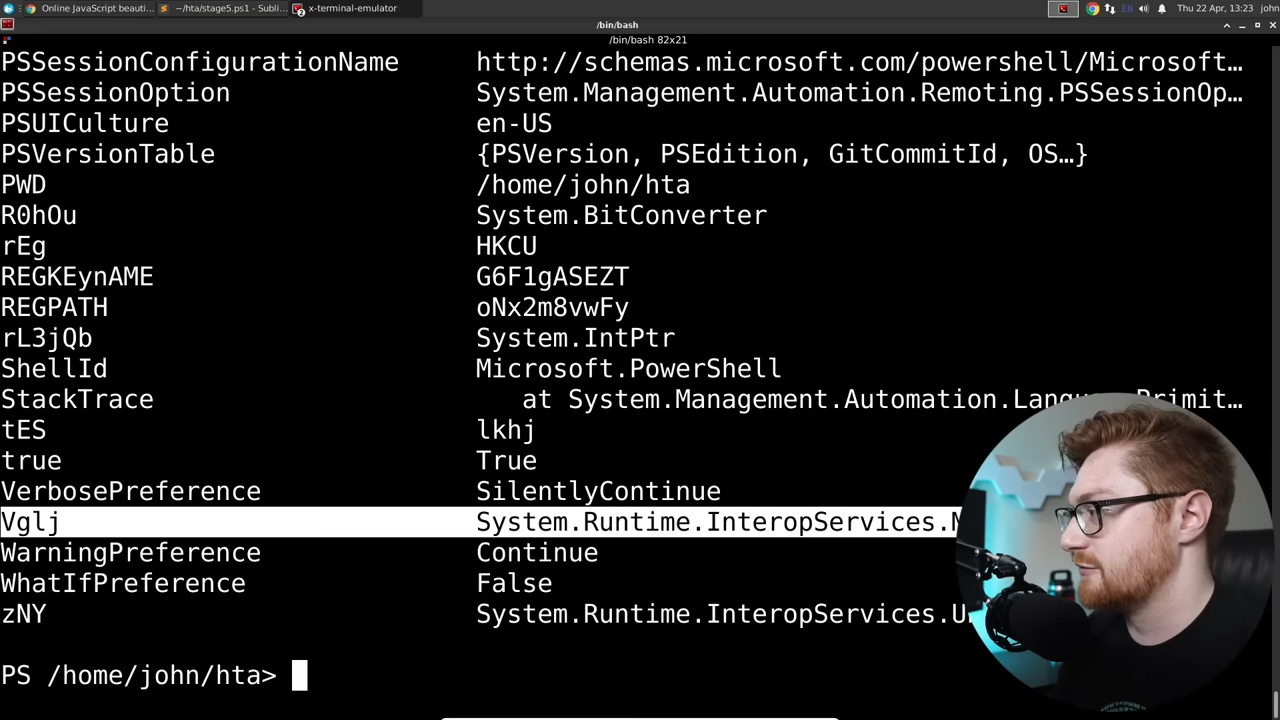 Online JavaScript beauti...
~/hta/stage5.ps1 - Subli...
x-terminal-emulator
EN
Thu 22 Apr, 13:23
john
/bin/bash
/bin/bash 82x21
PSSessionConfigurationName http://schemas.microsoft.com/powershell/Microsoft…
PSSessionOption System.Management.Automation.Remoting.PSSessionOp…
PSUICulture en-US
PSVersionTable {PSVersion, PSEdition, GitCommitId, OS…}
PWD /home/john/hta
R0hOu System.BitConverter
rEg HKCU
REGKEynAME G6F1gASEZT
REGPATH oNx2m8vwFy
rL3jQb System.IntPtr
ShellId Microsoft.PowerShell
StackTrace at System.Management.Automation.Language.Primit…
tES lkhj
true True
VerbosePreference SilentlyContinue
Vglj System.Runtime.InteropServices.
WarningPreference Continue
WhatIfPreference False
zNY System.Runtime.InteropServices.
PS /home/john/hta>